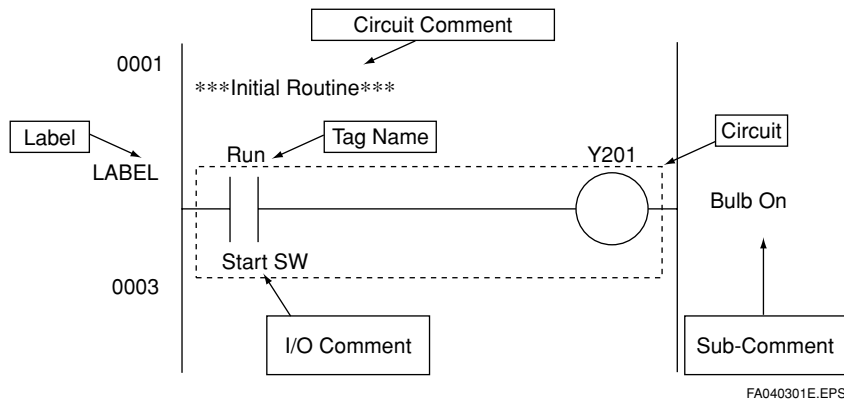 Circuit Comment
0001
***Initial Routine***
Label
Tag Name
Circuit
Run
Y201
LABEL
Bulb On
Start SW
0003
I/O Comment
Sub-Comment
FA040301E.EPS